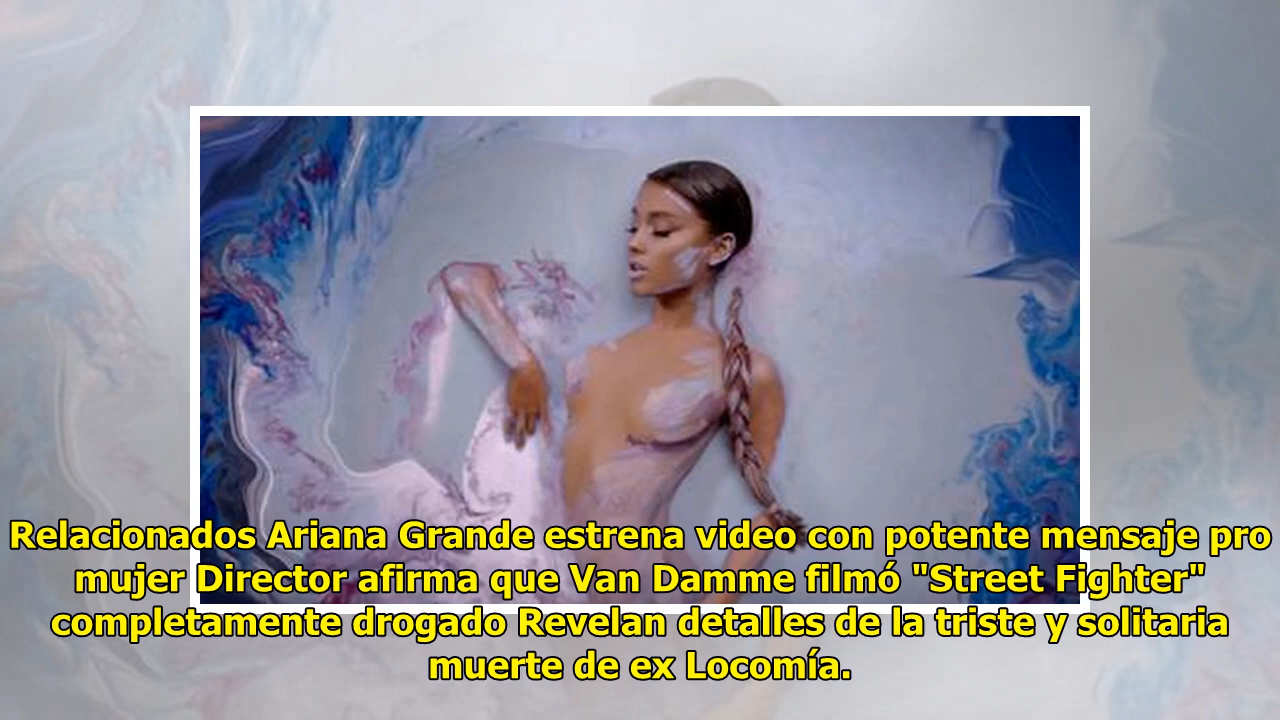 Relacionados Ariana Grande estrena video con potente mensaje pro
mujer Director afirma que Van Damme filmó "Street Fighter"
completamente drogado Revelan detalles de la triste y solitaria
muerte de ex Locomía.